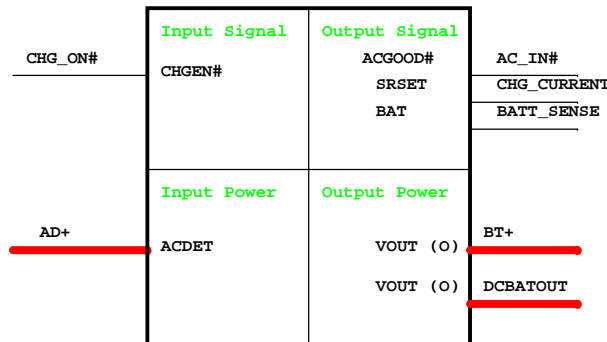 Input Signal Output Signal
CHG_ON# ACGOOD# AC_IN#
CHGEN# SRSET CHG_CURRENT
BAT BATT_SENSE
Input Power Output Power
AD+ BT+
ACDET VOUT (O)
VOUT (O) DCBATOUT